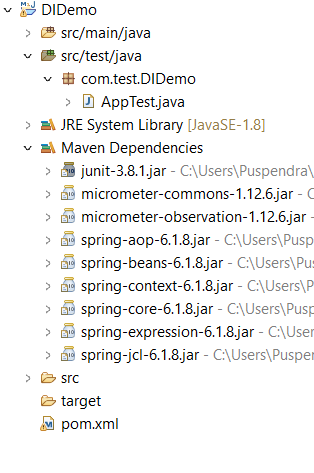 DIDemo
src/main/java
src/test/java
com.test.DIDemo
AppTest.java
JRE System Library [JavaSE-1.8]
Maven Dependencies
junit-3.8.1.jar - C:\Users\Puspendra\
micrometer-commons-1.12.6.jar -
micrometer-observation-1.12.6.jar -
spring-aop-6.1.8.jar - C:\Users\Pusp
spring-beans-6.1.8.jar - C:\Users\Pus
spring-context-6.1.8.jar - C:\Users\P
spring-core-6.1.8.jar - C:\Users\Pusp
spring-expression-6.1.8.jar - C:\User
spring-jcl-6.1.8.jar - C:\Users\Puspe
src
target
pom.xml